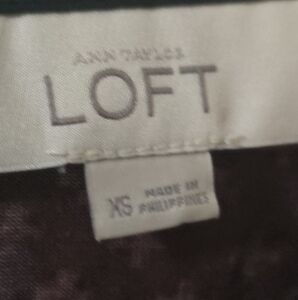 ANN TAYLOR
LOFT
XS MADE IN
PHILIPPINES